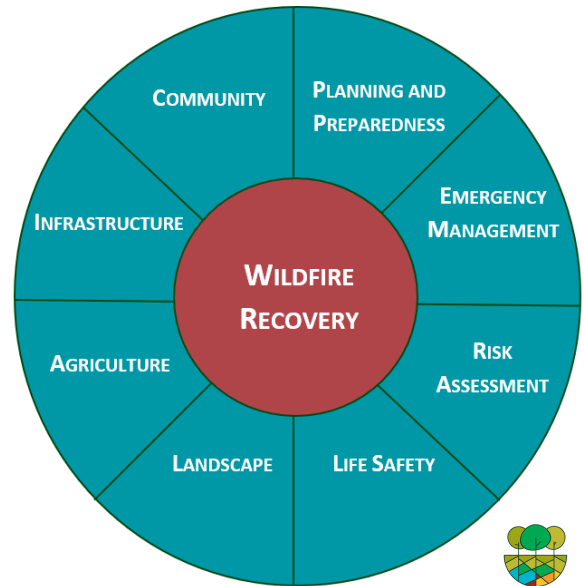 COMMUNITY
PLANNING AND
PREPAREDNESS
EMERGENCY
MANAGEMENT
RISK
ASSESSMENT
LIFE SAFETY
LANDSCAPE
AGRICULTURE
INFRASTRUCTURE
WILDFIRE
RECOVERY